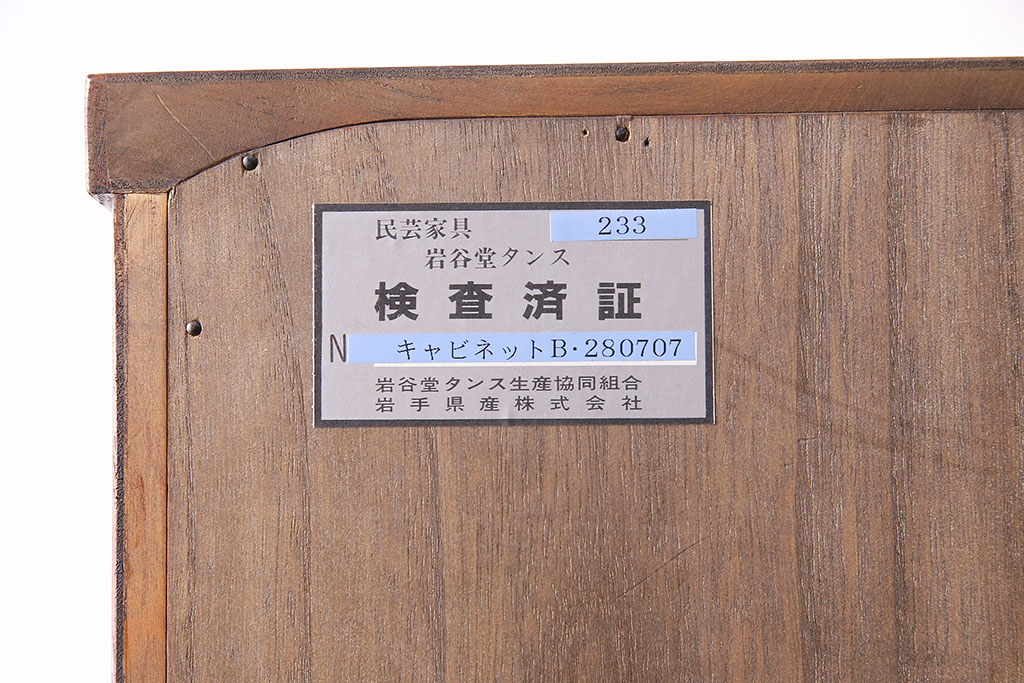 民芸家具 233
岩谷堂タンス
検査済証
N キャビネットB・280707
岩谷堂タンス生産協同組合
岩手県産株式会社